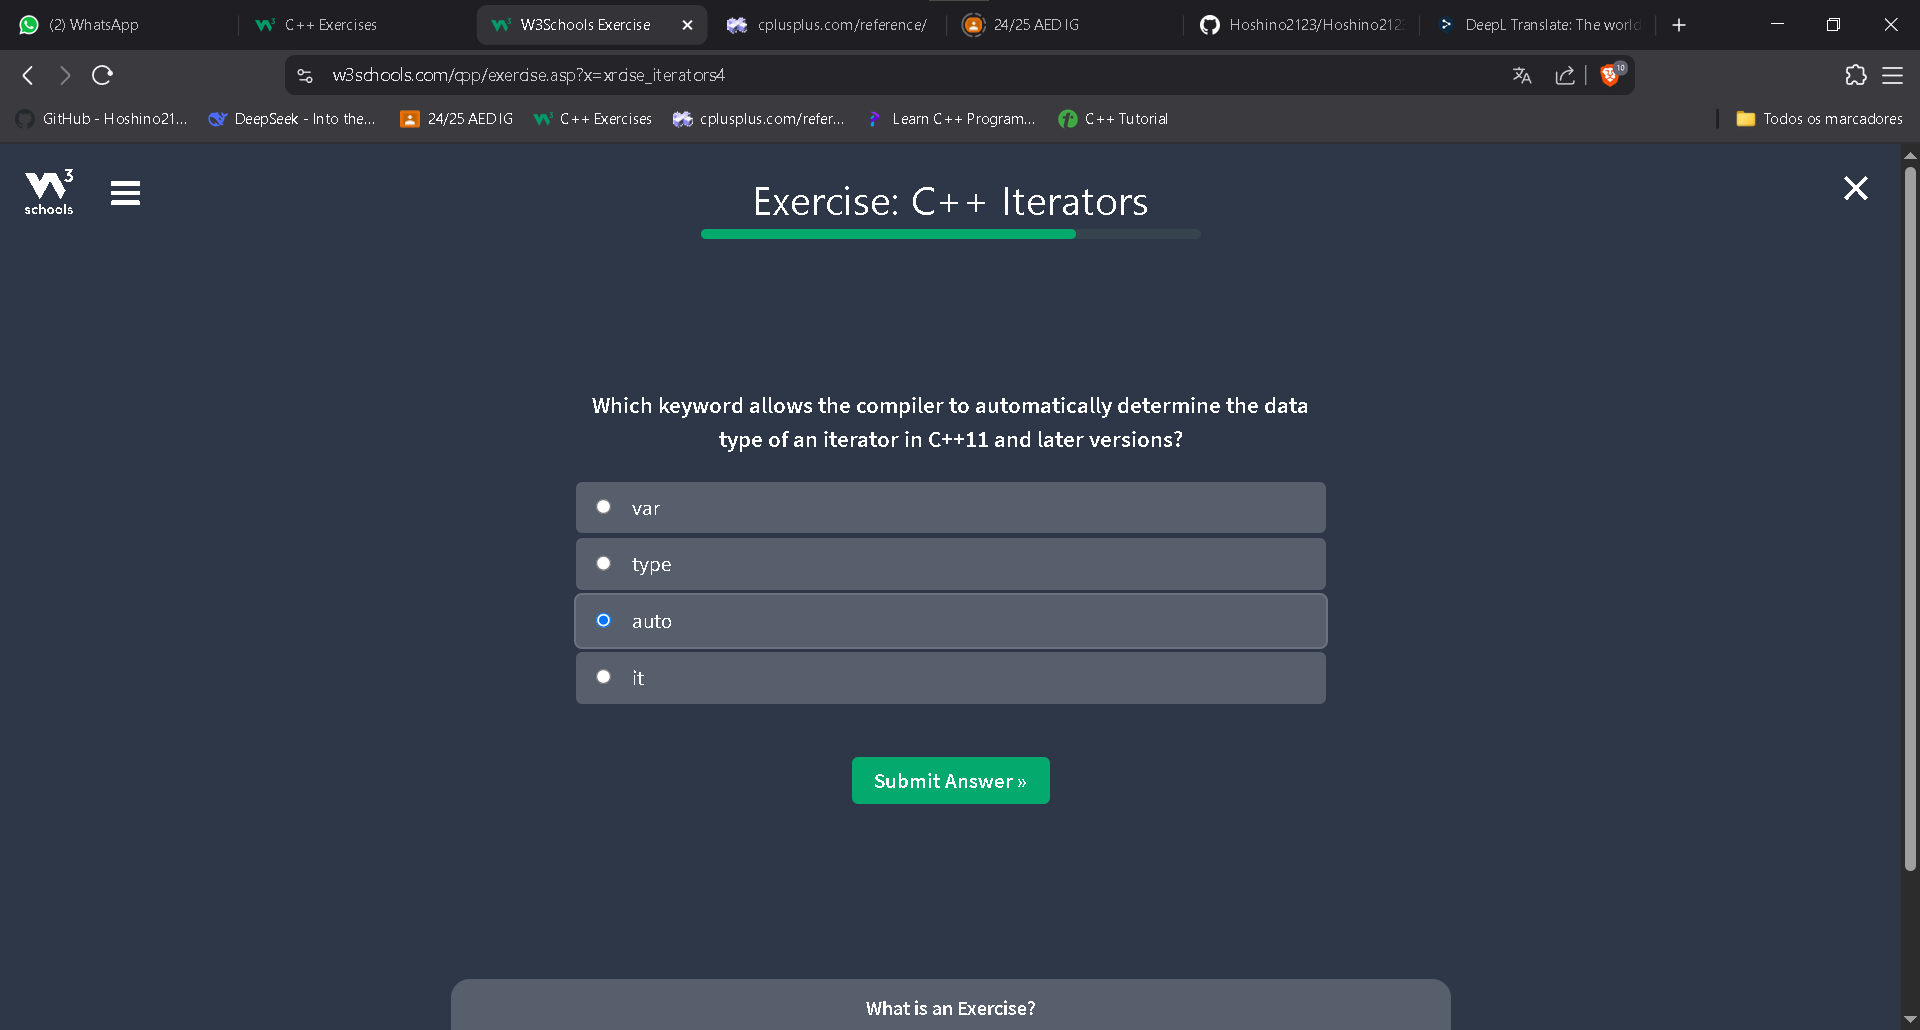 (2) WhatsApp
C++ Exercises
W3Schools Exercise
cplusplus.com/reference/
24/25 AED IG
Hoshino2123/Hoshino212
DeepL Translate: The world
w3schools.com/cpp/exercise.asp?x=xrcise_iterators4
10
GitHub - Hoshino21...
DeepSeek - Into the...
24/25 AED IG
C++ Exercises
cplusplus.com/refer...
Learn C++ Program...
C++ Tutorial
Todos os marcadores
3
schools
Exercise: C++ Iterators
Which keyword allows the compiler to automatically determine the data
type of an iterator in C++11 and later versions?
var
type
auto
it
Submit Answer »
What is an Exercise?